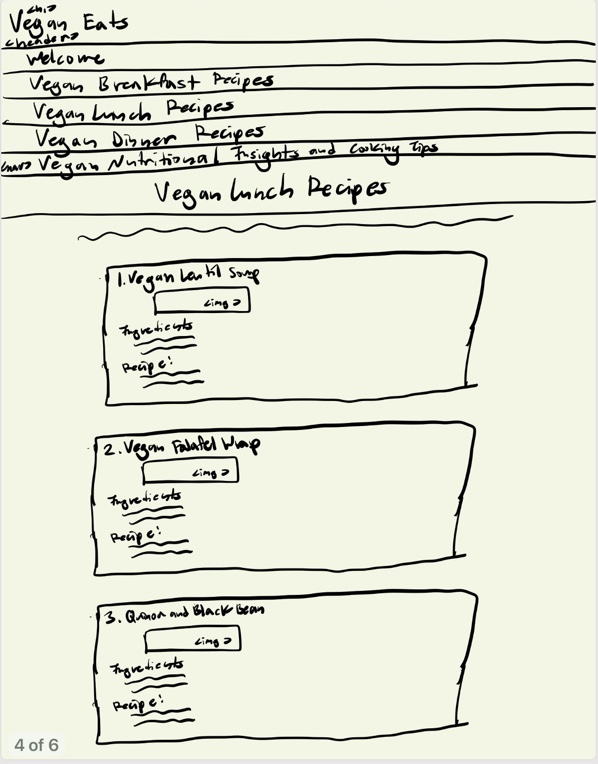 <h1>
Vegan Eats
<header>
Welcome
Vegan Breakfast Recipes
Vegan Lunch Recipes
Vegan Dinner Recipes
<nav> Vegan Nutritional Insights and Cooking Tips
Vegan Lunch Recipes
1. Vegan Lentil Soup
<img>
Ingredients
Recipe:
2. Vegan Falafel Wrap
<img>
Ingredients
Recipe:
3. Quinoa and Black Bean
<img>
Ingredients
Recipe:
4 of 6